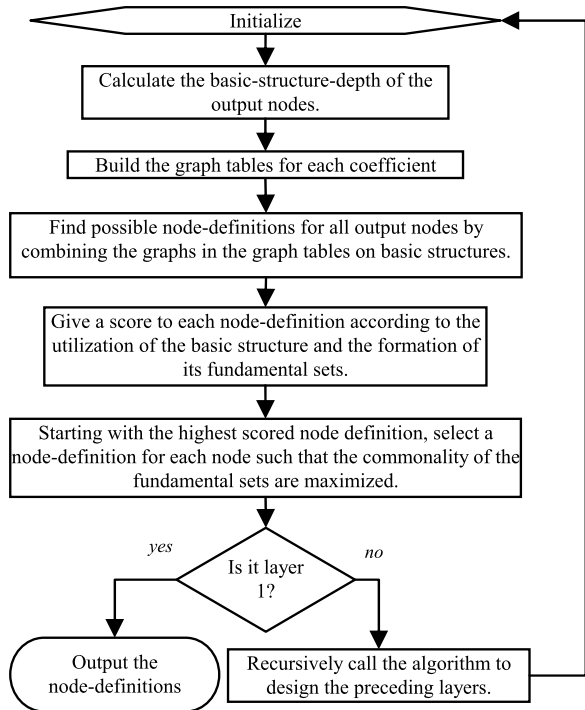 Initialize
Calculate the basic-structure-depth of the
output nodes.
Build the graph tables for each coefficient
Find possible node-definitions for all output nodes by
combining the graphs in the graph tables on basic structures.
Give a score to each node-definition according to the
utilization of the basic structure and the formation of
its fundamental sets.
Starting with the highest scored node definition, select a
node-definition for each node such that the commonality of the
fundamental sets are maximized.
yes
no
Is it layer
1?
Output the
node-definitions
Recursively call the algorithm to
design the preceding layers.